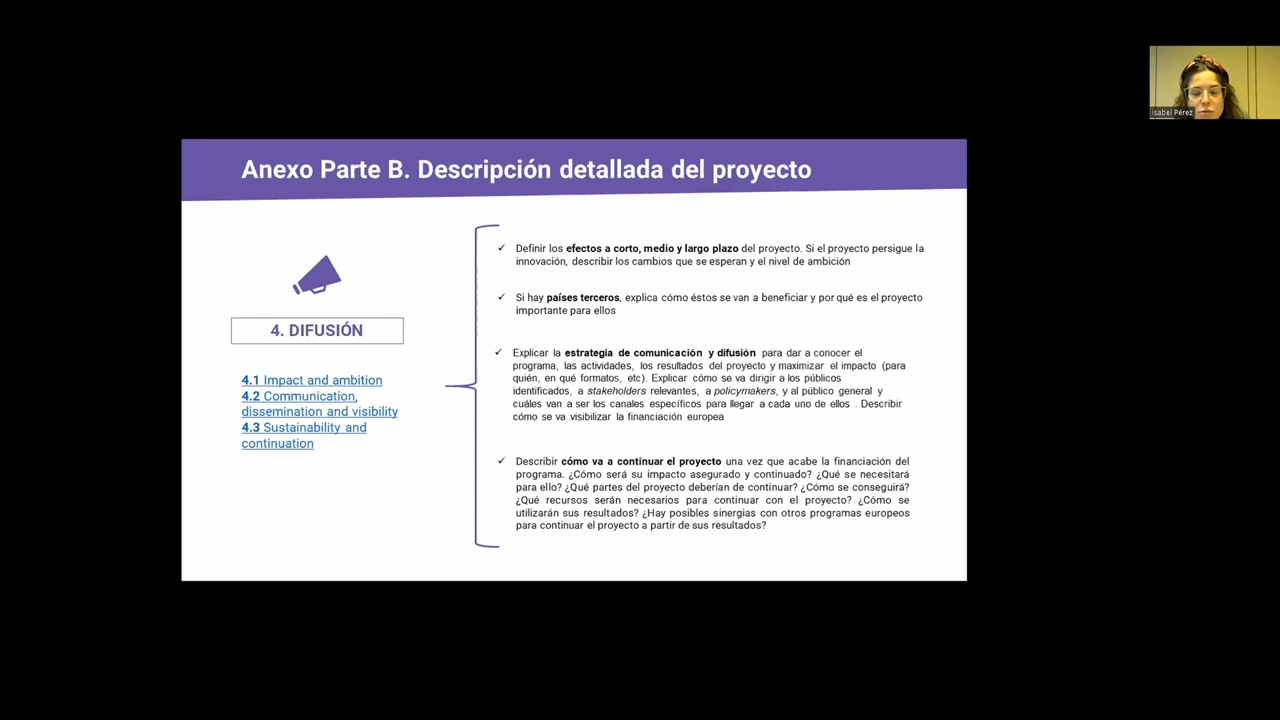 Isabel Pérez
Anexo Parte B. Descripción detallada del proyecto
4. DIFUSIÓN
4.1 Impact and ambition
4.2 Communication,
dissemination and visibility
4.3 Sustainability and
continuation
✓ Definir los efectos a corto, medio y largo plazo del proyecto. Si el proyecto persigue la
innovación, describir los cambios que se esperan y el nivel de ambición
✓ Si hay países terceros, explica cómo éstos se van a beneficiar y por qué es el proyecto
importante para ellos
✓ Explicar la estrategia de comunicación y difusión para dar a conocer el
programa, las actividades, los resultados del proyecto y maximizar el impacto (para
quién, en qué formatos, etc). Explicar cómo se va dirigir a los públicos
identificados, a stakeholders relevantes, a policymakers, y al público general y
cuáles van a ser los canales específicos para llegar a cada uno de ellos . Describir
cómo se va visibilizar la financiación europea
✓ Describir cómo va a continuar el proyecto una vez que acabe la financiación del
programa. ¿Cómo será su impacto asegurado y continuado? ¿Qué se necesitará
para ello? ¿Qué partes del proyecto deberían de continuar? ¿Cómo se conseguirá?
¿Qué recursos serán necesarios para continuar con el proyecto? ¿Cómo se
utilizarán sus resultados? ¿Hay posibles sinergias con otros programas europeos
para continuar el proyecto a partir de sus resultados?